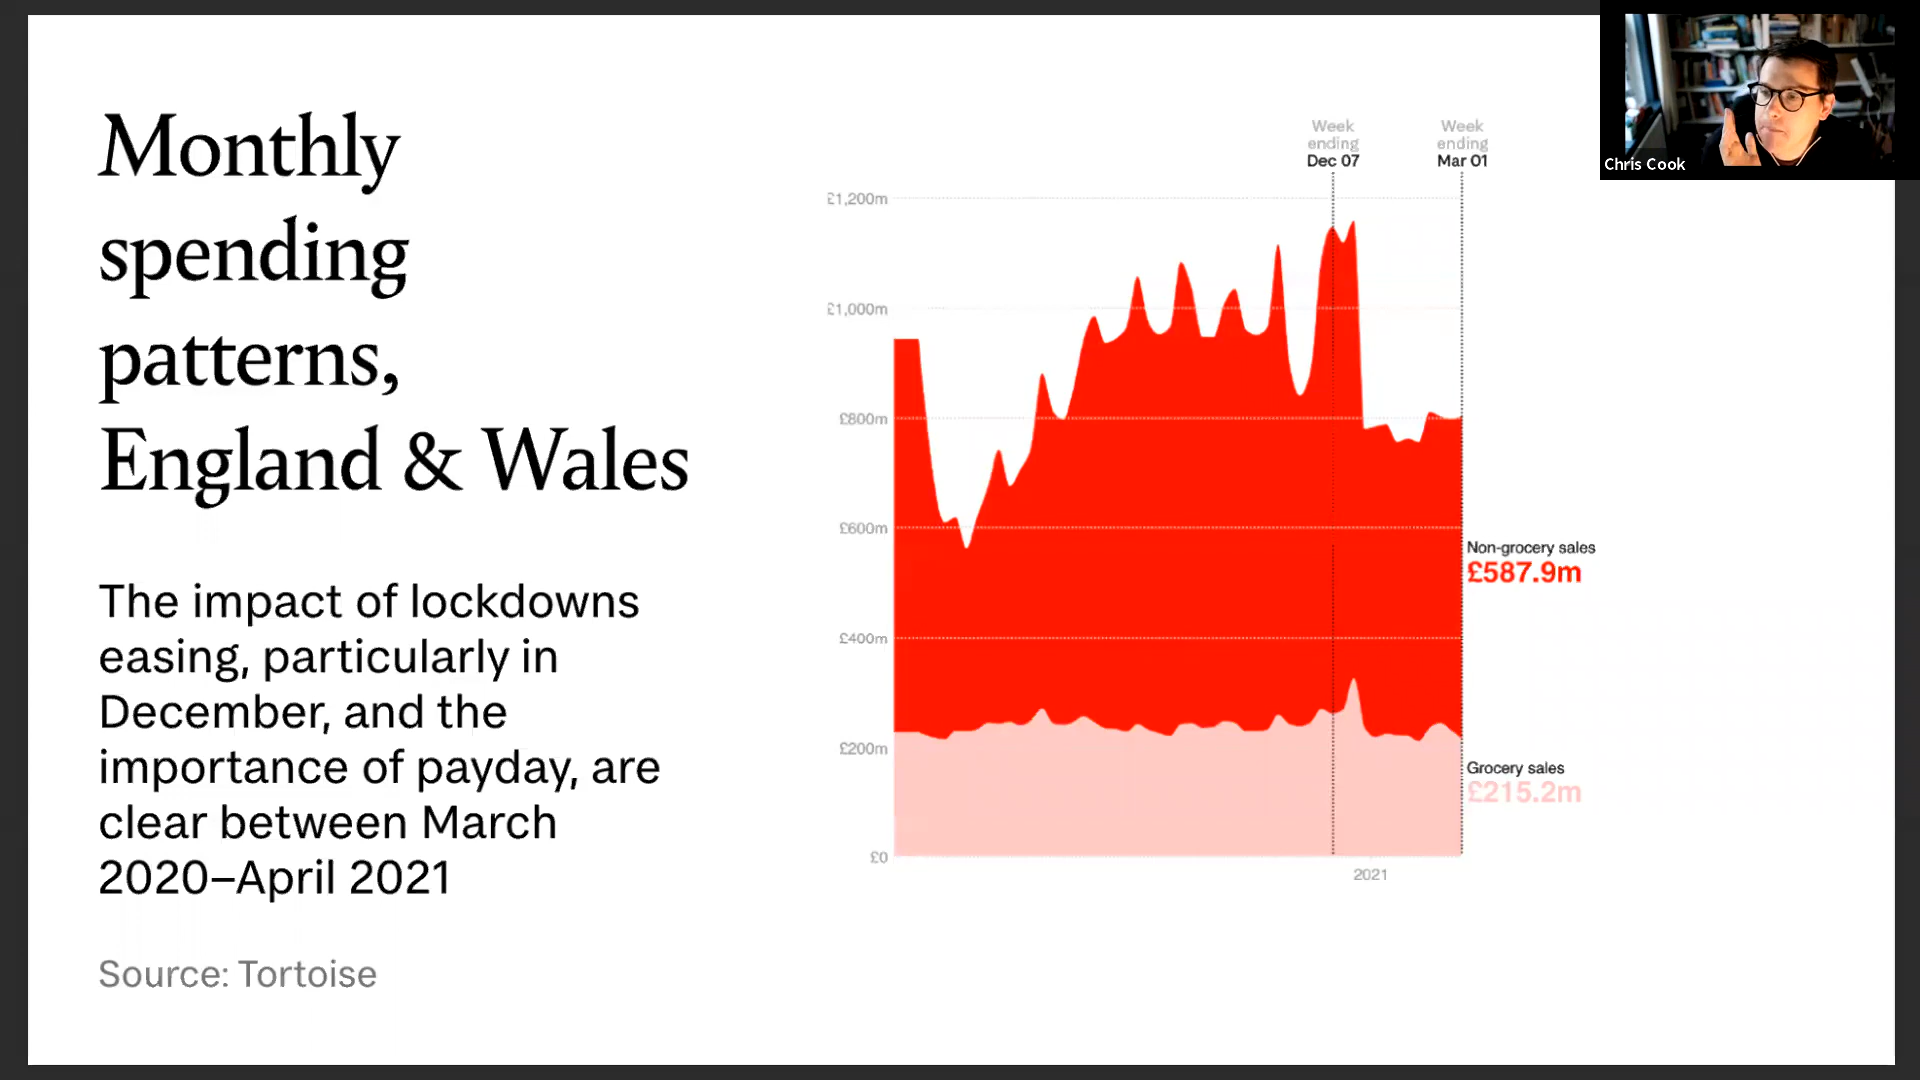 Monthly
spending
patterns,
England & Wales
The impact of lockdowns
easing, particularly in
December, and the
importance of payday, are
clear between March
2020–April 2021
Source: Tortoise
Week
ending
Dec 07
Week
ending
Mar 01
£1,200m
£1,000m
£800m
£600m
£400m
£200m
£0
2021
Non-grocery sales
£587.9m
Grocery sales
£215.2m
Chris Cook